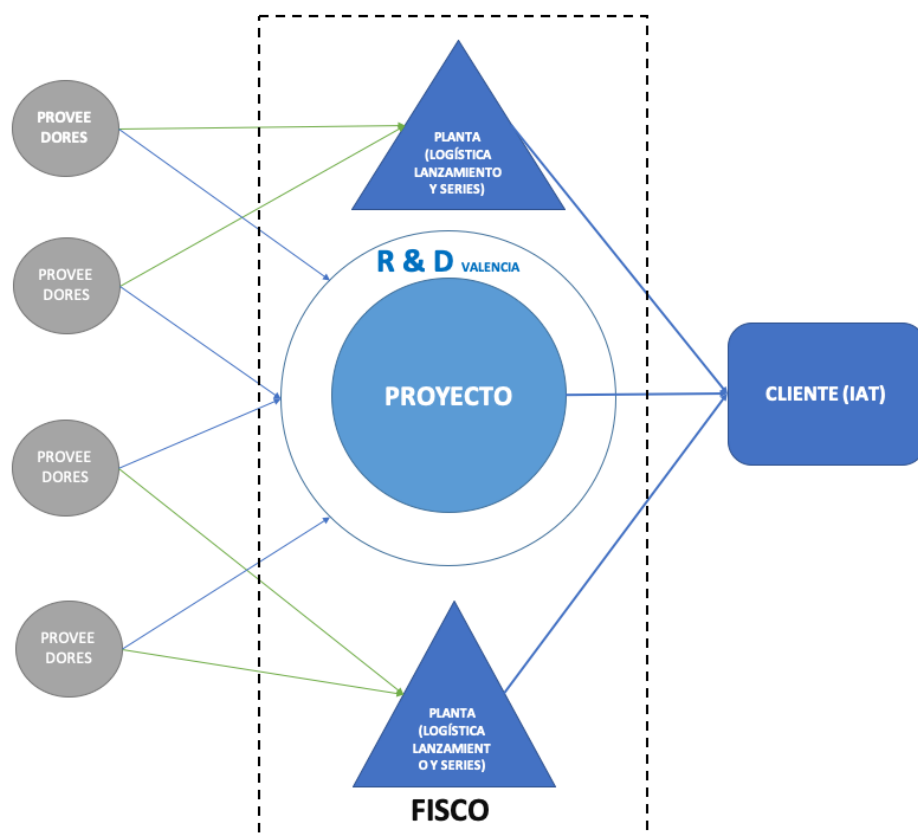 PROVEE
DORES
PLANTA
(LOGÍSTICA
LANZAMIENTO
Y SERIES)
R & D VALENCIA
PROVEE
DORES
PROYECTO
CLIENTE (IAT)
PROVEE
DORES
PROVEE
DORES
PLANTA
(LOGÍSTICA
LANZAMIENT
O Y SERIES)
FISCO